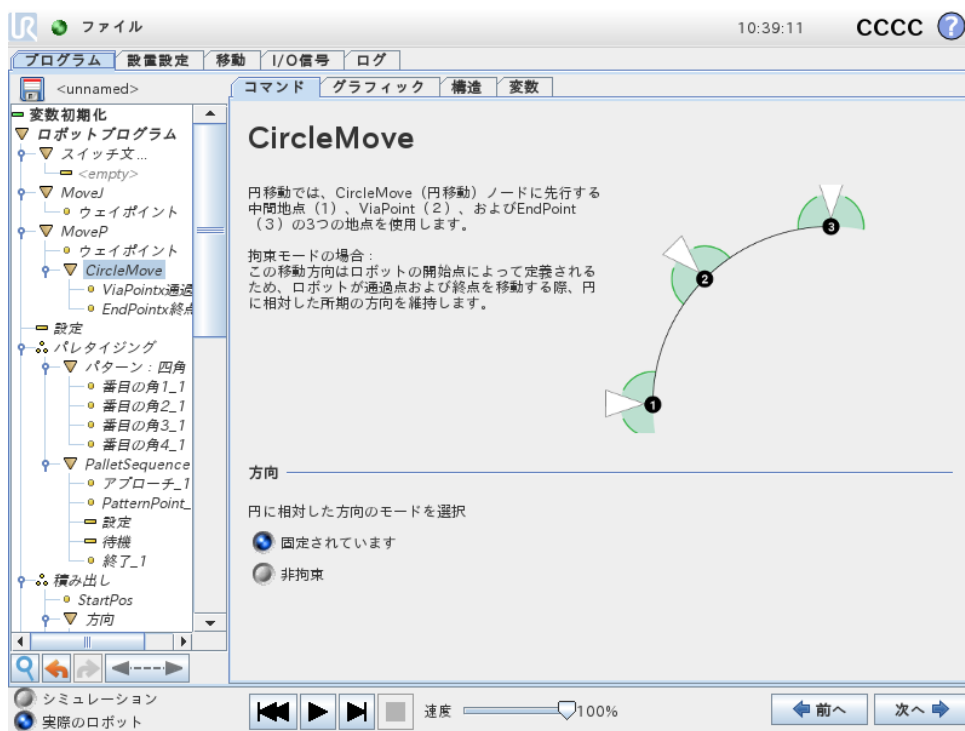 UR ファイル 10:39:11 CCCC ?
プログラム 設置設定 移動 I/O信号 ログ
<unnamed>
変数初期化
ロボットプログラム
スイッチ文...
<empty>
MoveJ
ウェイポイント
MoveP
ウェイポイント
CircleMove
ViaPointx通過
EndPointx終点
設定
パレタイジング
パターン：四角
番目の角1_1
番目の角2_1
番目の角3_1
番目の角4_1
PalletSequence
アプローチ_1
PatternPoint_
設定
待機
終了_1
積み出し
StartPos
方向
シミュレーション
実際のロボット
コマンド グラフィック 構造 変数
CircleMove
円移動では、CircleMove（円移動）ノードに先行する
中間地点（1）、ViaPoint（2）、およびEndPoint
（3）の3つの地点を使用します。
拘束モードの場合：
この移動方向はロボットの開始点によって定義される
ため、ロボットが通過点および終点を移動する際、円
に相対した所期の方向を維持します。
3
2
1
方向
円に相対した方向のモードを選択
固定されています
非拘束
速度 100%
前へ 次へ